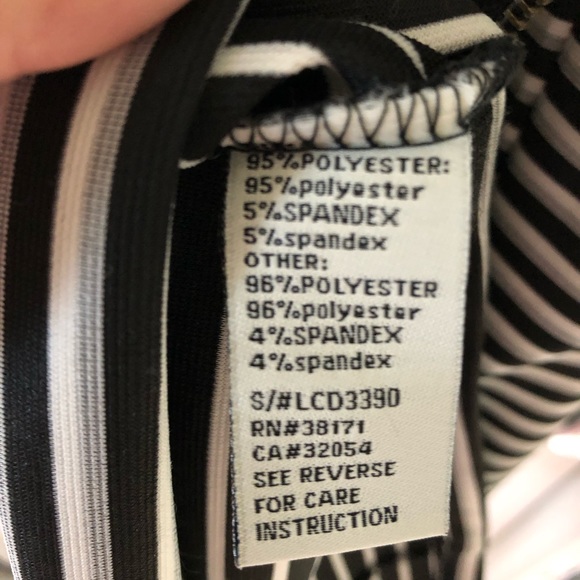 95%POLYESTER:
95%polyester
5%SPANDEX
5%spandex
OTHER:
96%POLYESTER
96%polyester
4%SPANDEX
4%spandex
S/#LCD3390
RN#38171
CA#32054
SEE REVERSE
FOR CARE
INSTRUCTION